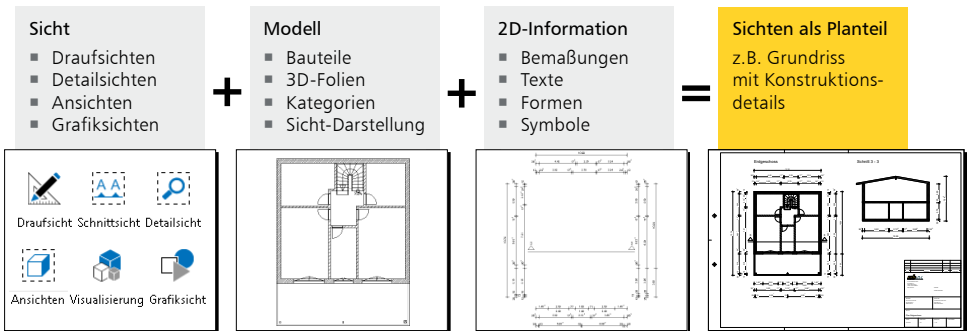 Sicht
Draufsichten
Detailsichten
Ansichten
Grafiksichten
+
Modell
Bauteile
3D-Folien
Kategorien
Sicht-Darstellung
+
2D-Information
Bemaßungen
Texte
Formen
Symbole
=
Sichten als Planteil
z.B. Grundriss
mit Konstruktions-
details
Draufsicht Schnittsicht Detailsicht
Ansichten Visualisierung Grafiksicht
Erdgeschoss
Schnitt 3 - 3